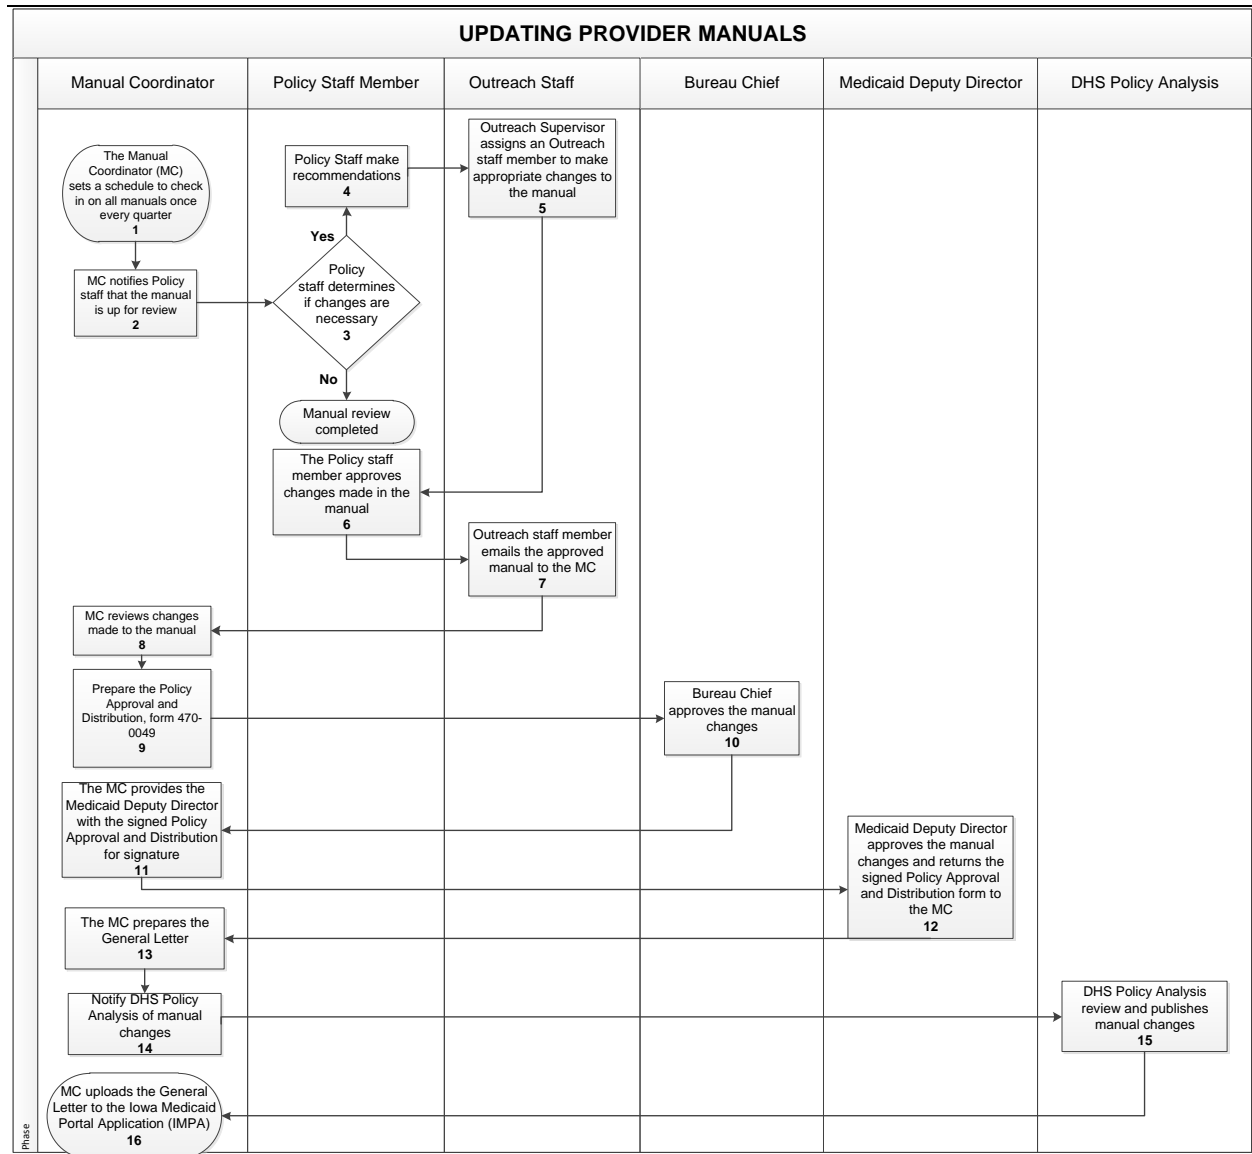 UPDATING PROVIDER MANUALS
Manual Coordinator
Policy Staff Member
Outreach Staff
Bureau Chief
Medicaid Deputy Director
DHS Policy Analysis
The Manual
Coordinator (MC)
sets a schedule to check
in on all manuals once
every quarter
1
MC notifies Policy
staff that the manual
is up for review
2
Policy
staff determines
if changes are
necessary
3
Yes
No
Manual review
completed
Policy Staff make
recommendations
4
Outreach Supervisor
assigns an Outreach
staff member to make
appropriate changes to
the manual
5
The Policy staff
member approves
changes made in the
manual
6
Outreach staff member
emails the approved
manual to the MC
7
MC reviews changes
made to the manual
8
Prepare the Policy
Approval and
Distribution, form 470-
0049
9
Bureau Chief
approves the manual
changes
10
The MC provides the
Medicaid Deputy Director
with the signed Policy
Approval and Distribution
for signature
11
Medicaid Deputy Director
approves the manual
changes and returns the
signed Policy Approval
and Distribution form to
the MC
12
The MC prepares the
General Letter
13
Notify DHS Policy
Analysis of manual
changes
14
DHS Policy Analysis
review and publishes
manual changes
15
MC uploads the General
Letter to the Iowa Medicaid
Portal Application (IMPA)
16
Phase